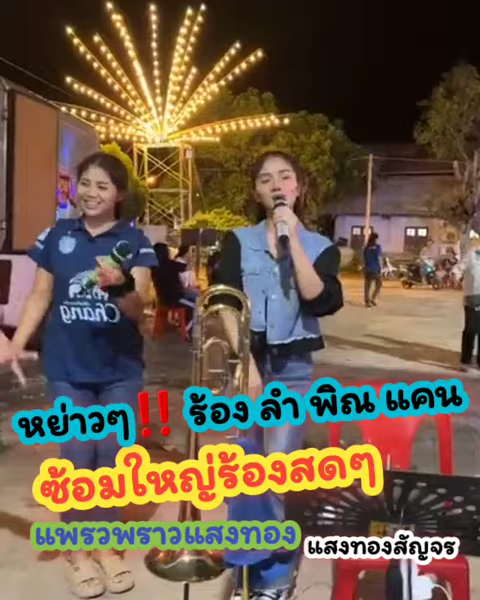 Chang
หย่าวๆ‼️ ร้อง ลำ พิณ แคน
ซ้อมใหญ่ร้องสดๆ
แพรวพราวแสงทอง
แสงทองสัญจร